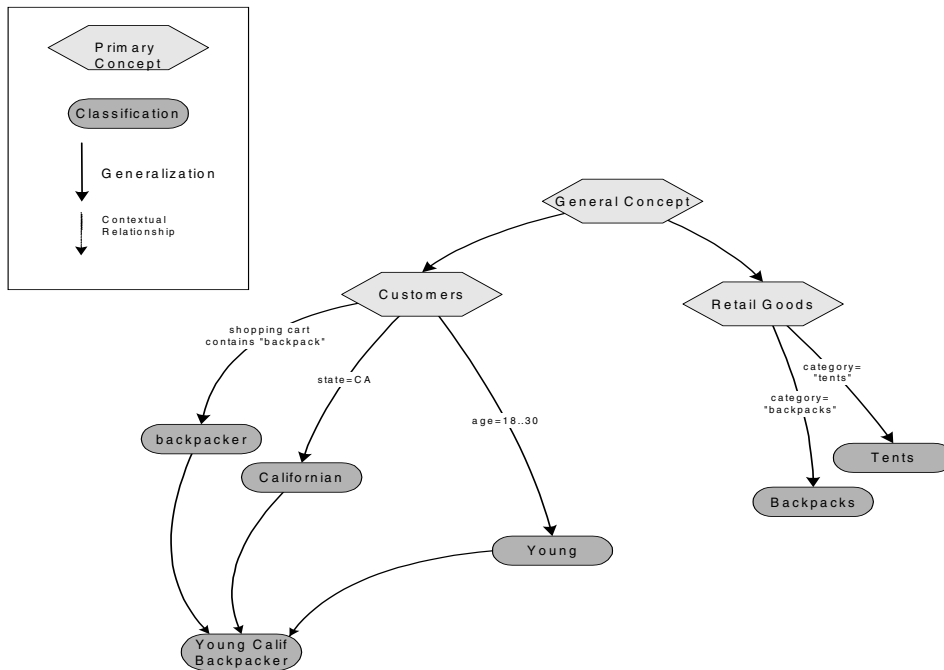 Primary
Concept
Classification
Generalization
Contextual
Relationship
General Concept
Customers
Retail Goods
shopping cart
contains "backpack"
state=CA
age=18..30
category=
"tents"
category=
"backpacks"
backpacker
Californian
Tents
Backpacks
Young
Young Calif
Backpacker